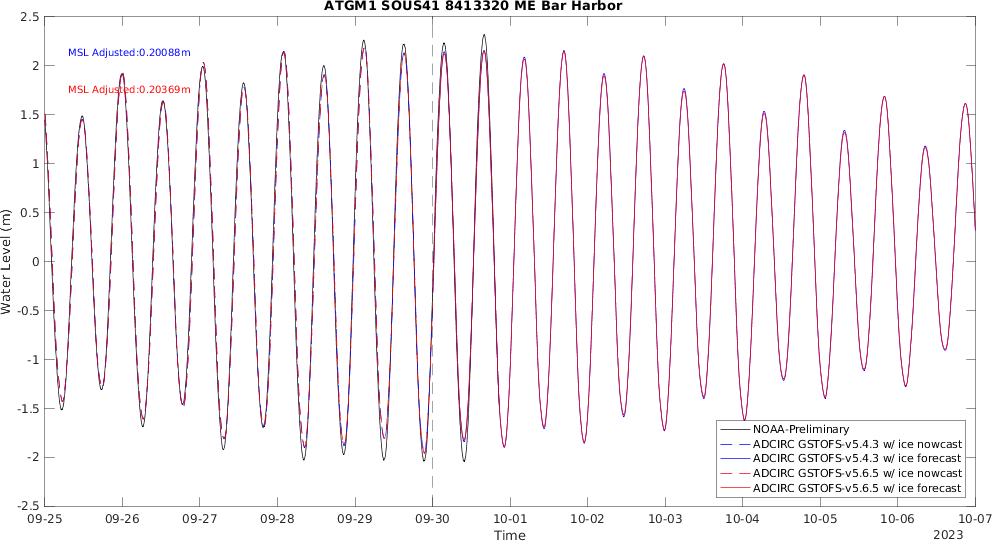 ATGM1 SOUS41 8413320 ME Bar Harbor
2.5
2
1.5
1
0.5
0
-0.5
-1
-1.5
-2
-2.5
Water Level (m)
MSL Adjusted:0.20088m
MSL Adjusted:0.20369m
NOAA-Preliminary
ADCIRC GSTOFS-v5.4.3 w/ ice nowcast
ADCIRC GSTOFS-v5.4.3 w/ ice forecast
ADCIRC GSTOFS-v5.6.5 w/ ice nowcast
ADCIRC GSTOFS-v5.6.5 w/ ice forecast
09-25 09-26 09-27 09-28 09-29 09-30 10-01 10-02 10-03 10-04 10-05 10-06 10-07
Time
2023